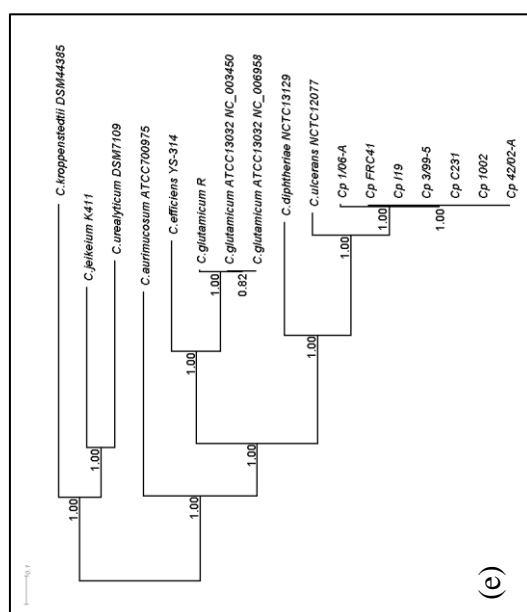 0.1
C.kroppenstedtii DSM44385
1.00
C.jeikeium K411
1.00
C.urealyticum DSM7109
C.aurimucosum ATCC700975
C.efficiens YS-314
1.00
1.00
C.glutamicum R
1.00
C.glutamicum ATCC13032 NC_003450
0.82
C.glutamicum ATCC13032 NC_006958
1.00
C.diphtheriae NCTC13129
1.00
C.ulcerans NCTC12077
1.00
Cp 1/06-A
Cp FRC41
1.00
Cp I19
Cp 3/99-5
1.00
Cp C231
Cp 1002
Cp 42/02-A
(e)